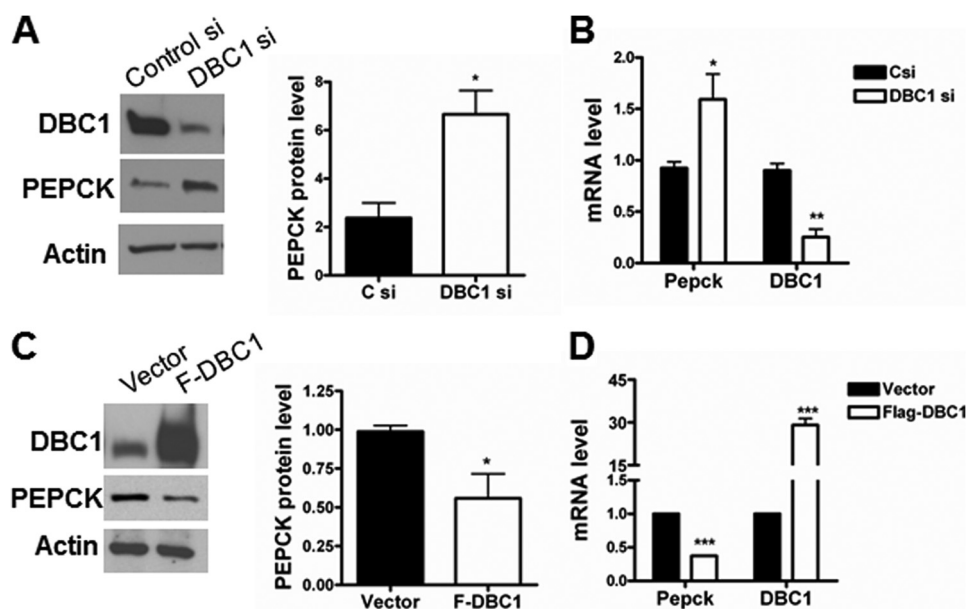 A
Control si
DBC1 si
DBC1
PEPCK
Actin
PEPCK protein level
8
6
4
2
0
*
C si
DBC1 si
B
mRNA level
2.0
1.5
1.0
0.5
0.0
*
**
Pepck
DBC1
Csi
DBC1 si
C
Vector
F-DBC1
DBC1
PEPCK
Actin
PEPCK protein level
1.25
1.00
0.75
0.50
0.25
0.00
*
Vector
F-DBC1
D
mRNA level
45
30
15
1.0
0.5
0.0
***
***
Pepck
DBC1
Vector
Flag-DBC1